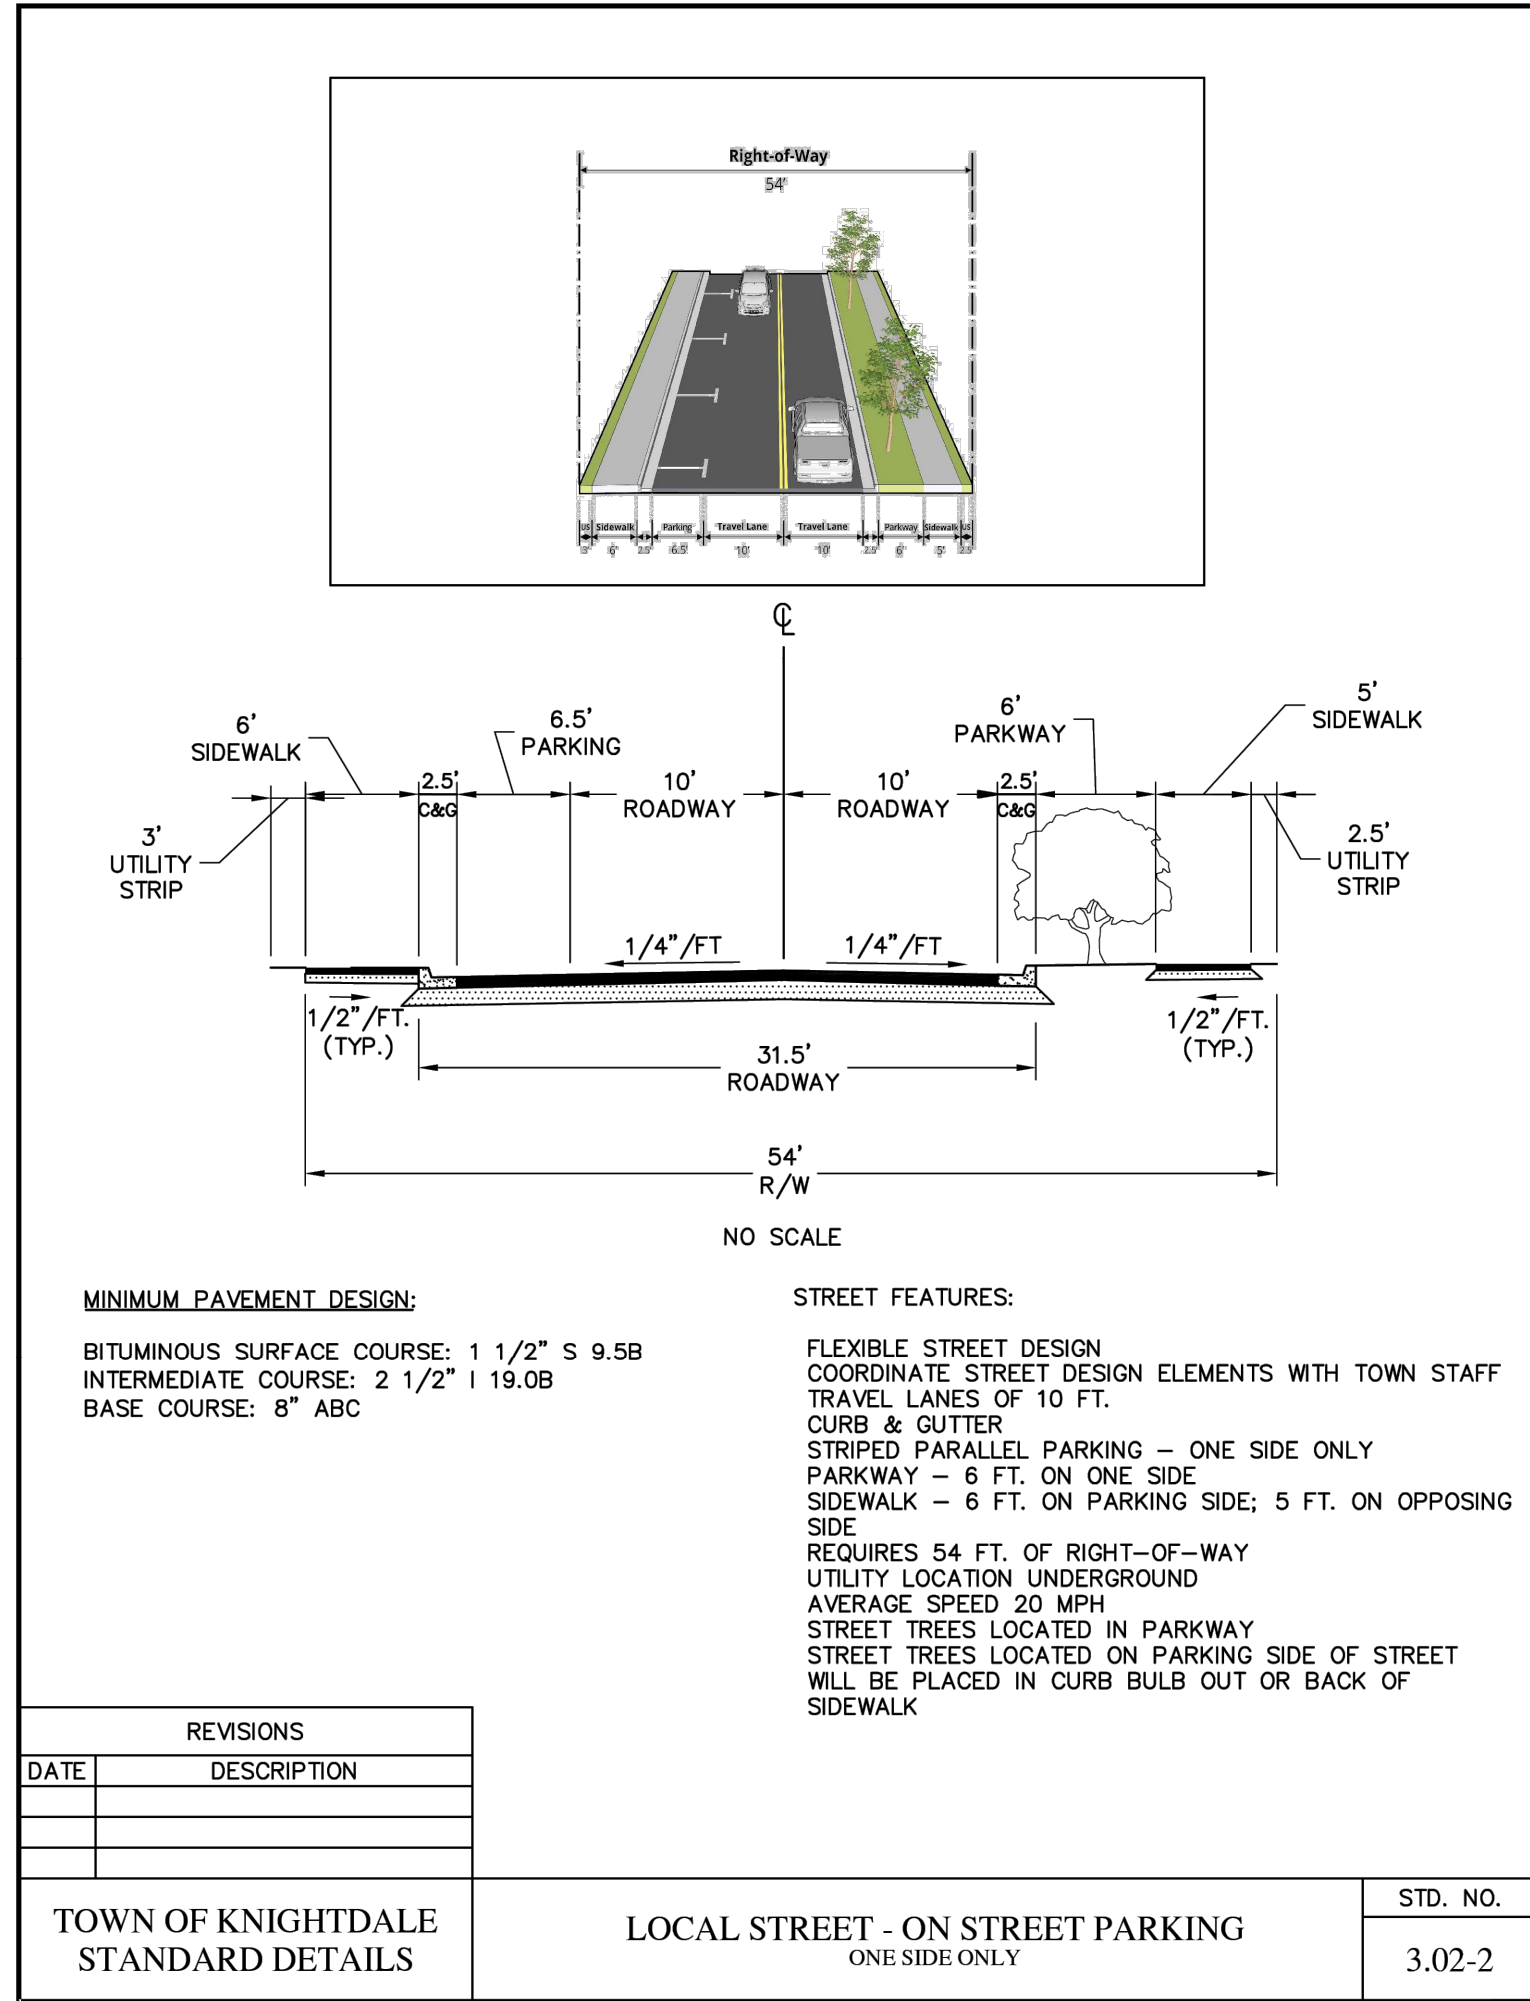 Right-of-Way
54'
US Sidewalk Parking Travel Lane Travel Lane Parkway Sidewalk US
3' 6' 2.5' 6.5' 10' 10' 2.5' 6' 5' 2.5'
℄
6'
SIDEWALK
6.5'
PARKING
6'
PARKWAY
5'
SIDEWALK
2.5'
C&G
10'
ROADWAY
10'
ROADWAY
2.5'
C&G
3'
UTILITY
STRIP
2.5'
UTILITY
STRIP
1/4"/FT
1/4"/FT
1/2"/FT.
(TYP.)
1/2"/FT.
(TYP.)
31.5'
ROADWAY
54'
R/W
NO SCALE
MINIMUM PAVEMENT DESIGN:
BITUMINOUS SURFACE COURSE: 1 1/2" S 9.5B
INTERMEDIATE COURSE: 2 1/2" I 19.0B
BASE COURSE: 8" ABC
STREET FEATURES:
FLEXIBLE STREET DESIGN
COORDINATE STREET DESIGN ELEMENTS WITH TOWN STAFF
TRAVEL LANES OF 10 FT.
CURB & GUTTER
STRIPED PARALLEL PARKING – ONE SIDE ONLY
PARKWAY – 6 FT. ON ONE SIDE
SIDEWALK – 6 FT. ON PARKING SIDE; 5 FT. ON OPPOSING
SIDE
REQUIRES 54 FT. OF RIGHT–OF–WAY
UTILITY LOCATION UNDERGROUND
AVERAGE SPEED 20 MPH
STREET TREES LOCATED IN PARKWAY
STREET TREES LOCATED ON PARKING SIDE OF STREET
WILL BE PLACED IN CURB BULB OUT OR BACK OF
SIDEWALK
REVISIONS
DATE DESCRIPTION
TOWN OF KNIGHTDALE
STANDARD DETAILS
LOCAL STREET - ON STREET PARKING
ONE SIDE ONLY
STD. NO.
3.02-2